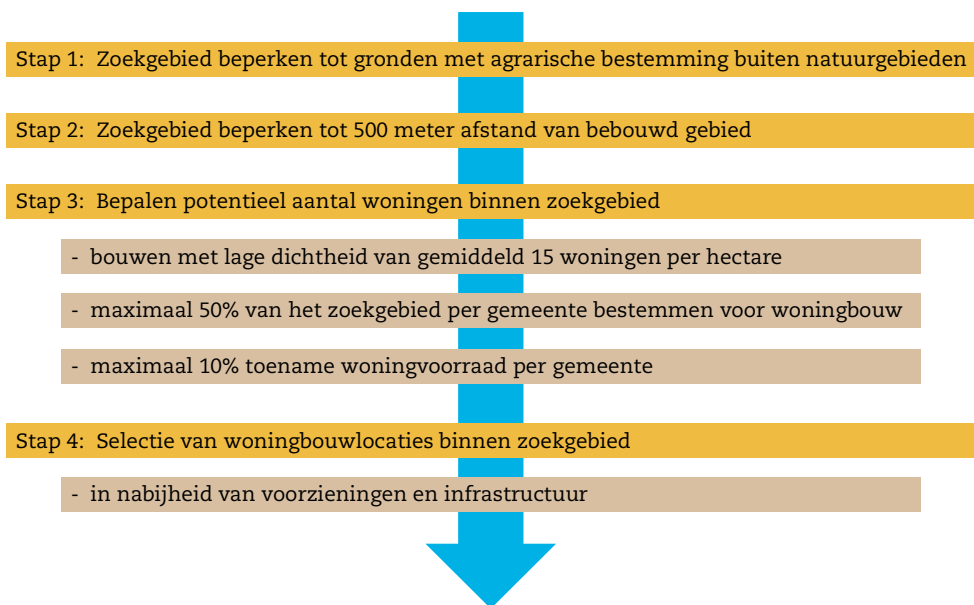 Stap 1: Zoekgebied beperken tot gronden met agrarische bestemming buiten natuurgebieden
Stap 2: Zoekgebied beperken tot 500 meter afstand van bebouwd gebied
Stap 3: Bepalen potentieel aantal woningen binnen zoekgebied
- bouwen met lage dichtheid van gemiddeld 15 woningen per hectare
- maximaal 50% van het zoekgebied per gemeente bestemmen voor woningbouw
- maximaal 10% toename woningvoorraad per gemeente
Stap 4: Selectie van woningbouwlocaties binnen zoekgebied
- in nabijheid van voorzieningen en infrastructuur